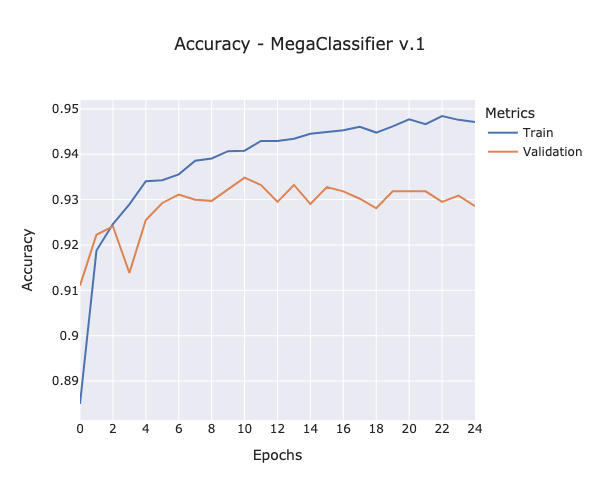 Accuracy - MegaClassifier v.1
Metrics
Train
Validation
Accuracy
0.95
0.94
0.93
0.92
0.91
0.9
0.89
0 2 4 6 8 10 12 14 16 18 20 22 24
Epochs